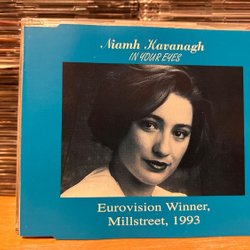 Niamh Kavanagh
IN YOUR EYES
Eurovision Winner,
Millstreet, 1993